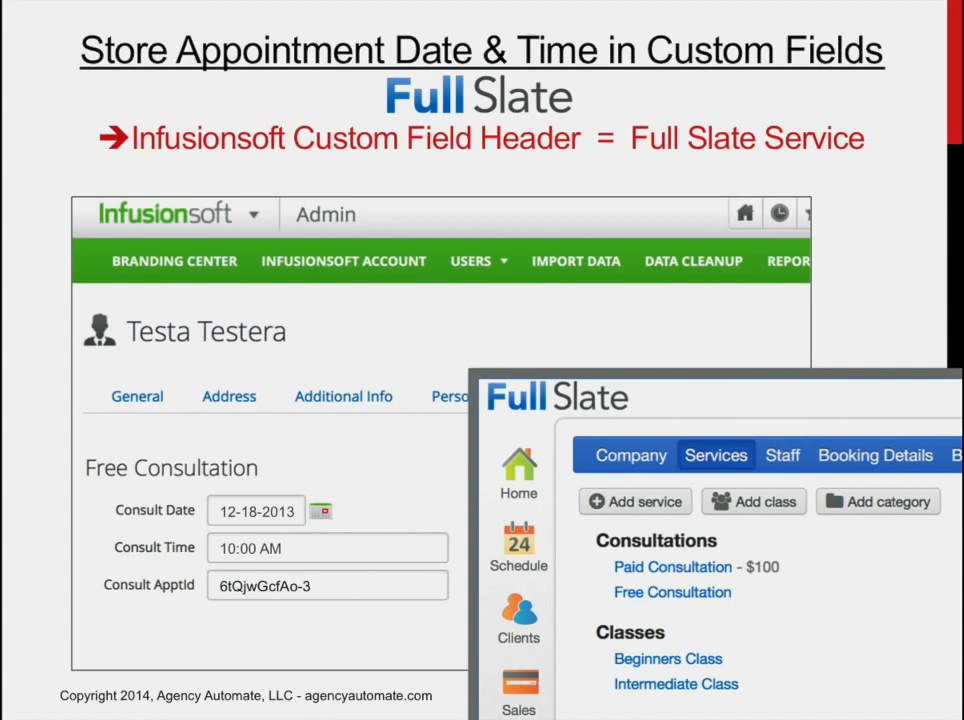 Store Appointment Date & Time in Custom Fields
Full Slate
➔Infusionsoft Custom Field Header = Full Slate Service
Infusionsoft Admin
BRANDING CENTER INFUSIONSOFT ACCOUNT USERS IMPORT DATA DATA CLEANUP REPOR
Testa Testera
General Address Additional Info Perso
Free Consultation
Consult Date 12-18-2013
Consult Time 10:00 AM
Consult ApptId 6tQjwGcfAo-3
Full Slate
Home
24
Schedule
Clients
Sales
Company Services Staff Booking Details B
Add service Add class Add category
Consultations
Paid Consultation - $100
Free Consultation
Classes
Beginners Class
Intermediate Class
Copyright 2014, Agency Automate, LLC - agencyautomate.com